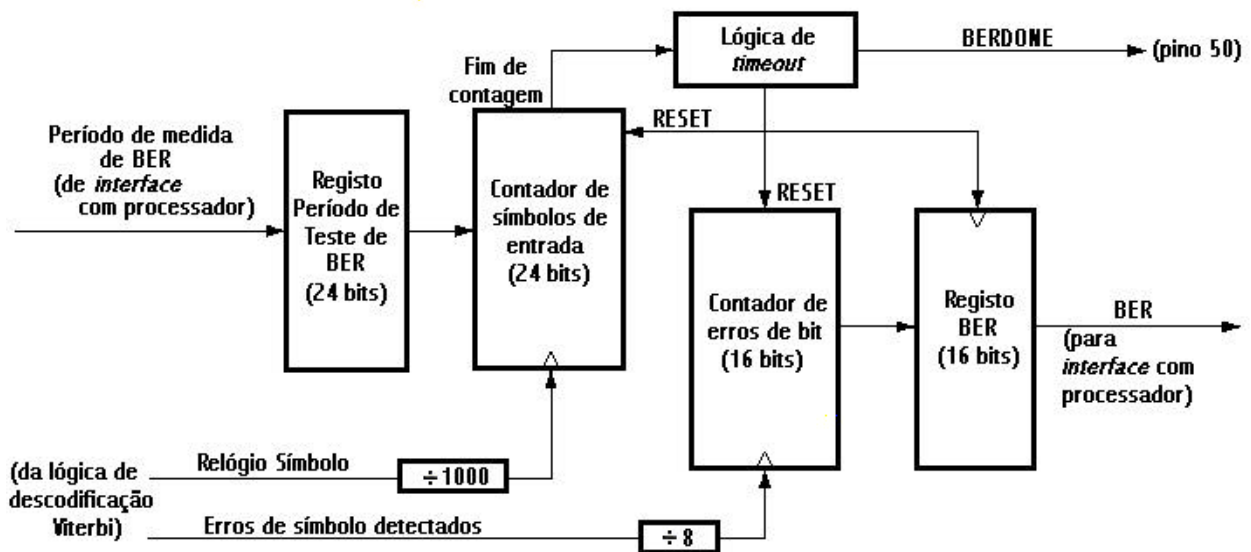 Lógica de
timeout
BERDONE
(pino 50)
Fim de
contagem
RESET
Período de medida
de BER
(de interface
com processador)
Registo
Período de
Teste de
BER
(24 bits)
Contador de
símbolos de
entrada
(24 bits)
RESET
Contador de
erros de bit
(16 bits)
Registo
BER
(16 bits)
BER
(para
interface com
processador)
(da lógica de
descodificação
Viterbi)
Relógio Símbolo
÷1000
Erros de símbolo detectados
÷8